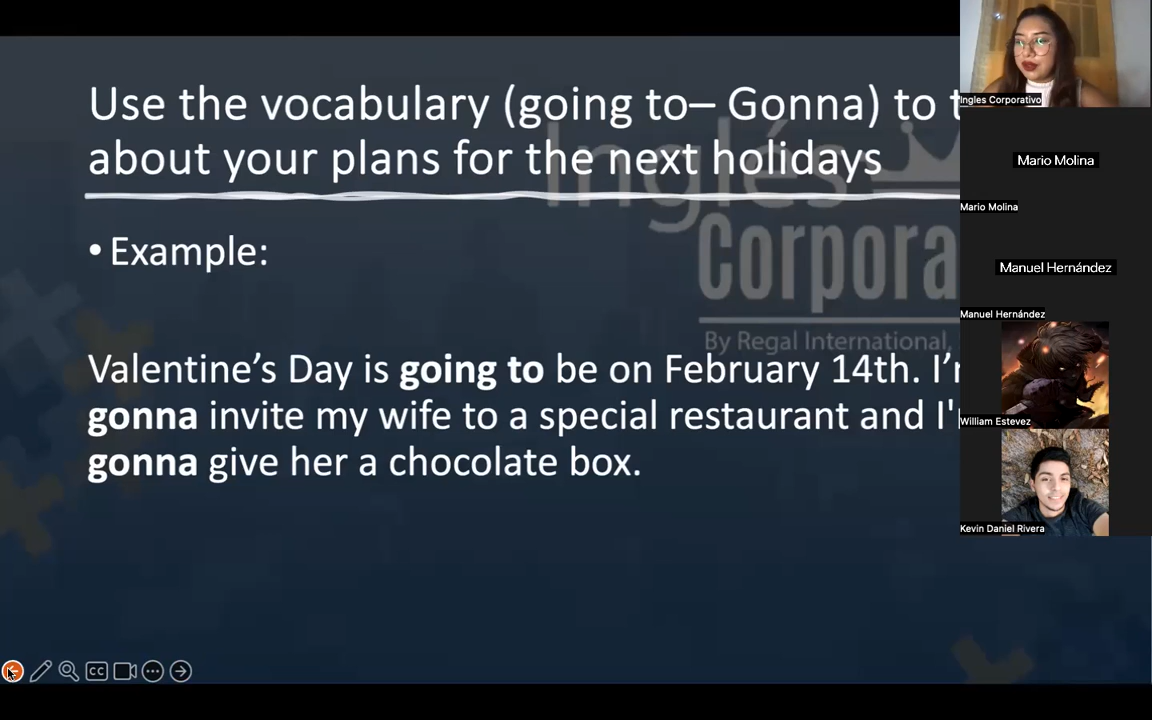 Use the vocabulary (going to– Gonna) to t
about your plans for the next holidays
• Example:
Valentine’s Day is going to be on February 14th. I’m
gonna invite my wife to a special restaurant and I'
gonna give her a chocolate box.
Inglés
Corpora
By Regal International,
Ingles Corporativo
Mario Molina
Mario Molina
Manuel Hernández
Manuel Hernández
William Estevez
Kevin Daniel Rivera
CC